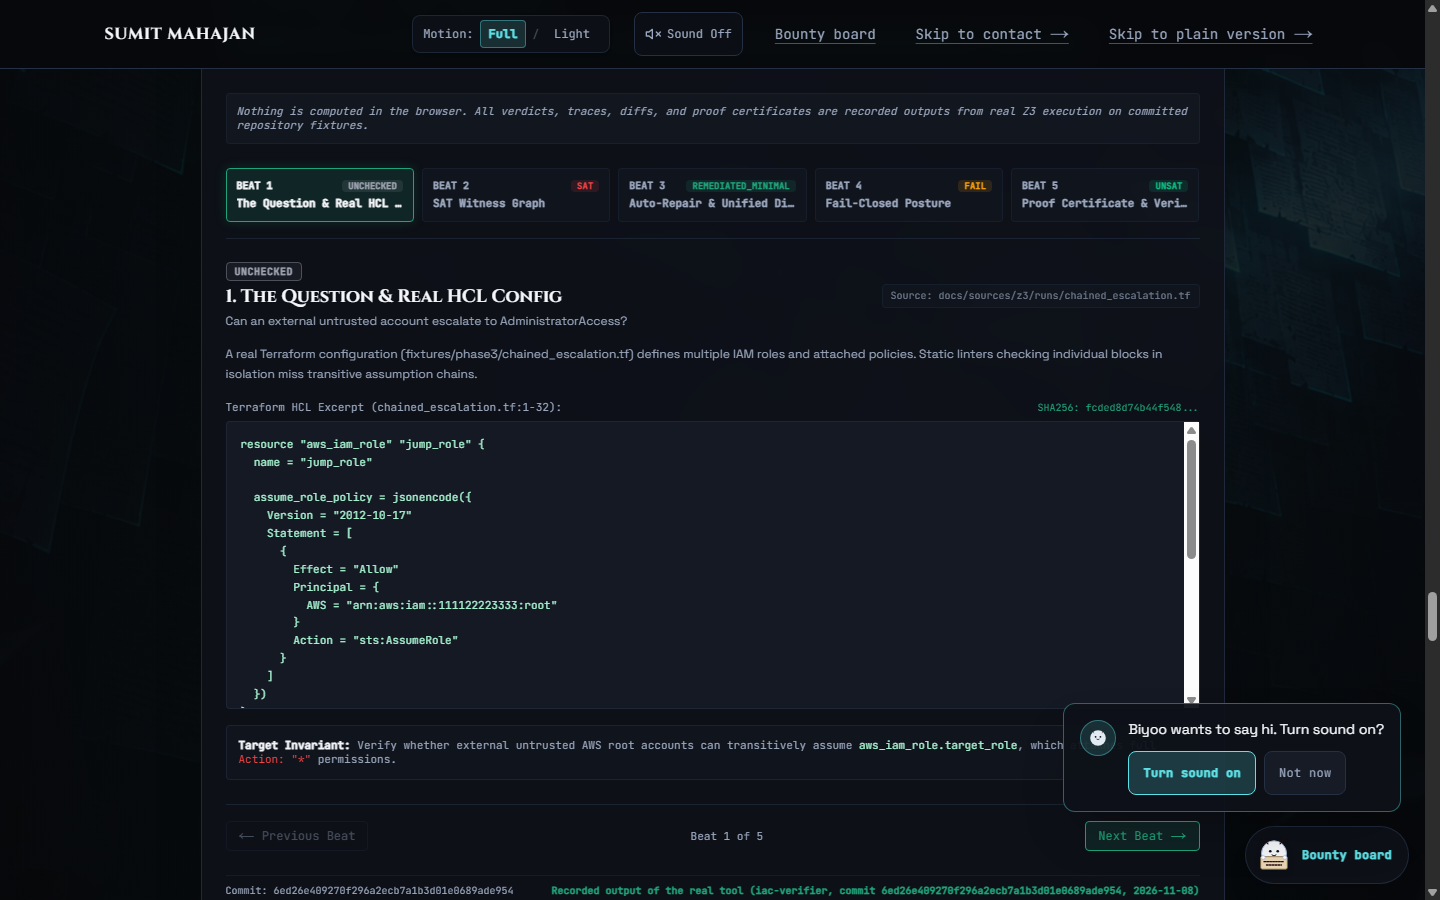 SUMIT MAHAJAN
Motion: Full / Light
Sound Off
Bounty board
Skip to contact →
Skip to plain version →
Nothing is computed in the browser. All verdicts, traces, diffs, and proof certificates are recorded outputs from real Z3 execution on committed
repository fixtures.
BEAT 1 UNCHECKED
The Question & Real HCL …
BEAT 2 SAT
SAT Witness Graph
BEAT 3 REMEDIATED_MINIMAL
Auto-Repair & Unified Di…
BEAT 4 FAIL
Fail-Closed Posture
BEAT 5 UNSAT
Proof Certificate & Veri…
UNCHECKED
1. The Question & Real HCL Config
Source: docs/sources/z3/runs/chained_escalation.tf
Can an external untrusted account escalate to AdministratorAccess?
A real Terraform configuration (fixtures/phase3/chained_escalation.tf) defines multiple IAM roles and attached policies. Static linters checking individual blocks in
isolation miss transitive assumption chains.
Terraform HCL Excerpt (chained_escalation.tf:1-32):
SHA256: fcded8d74b44f548...
resource "aws_iam_role" "jump_role" {
name = "jump_role"
assume_role_policy = jsonencode({
Version = "2012-10-17"
Statement = [
{
Effect = "Allow"
Principal = {
AWS = "arn:aws:iam::111122223333:root"
}
Action = "sts:AssumeRole"
}
]
})
Target Invariant: Verify whether external untrusted AWS root accounts can transitively assume aws_iam_role.target_role, which
Action: "*" permissions.
Biyoo wants to say hi. Turn sound on?
Turn sound on
Not now
← Previous Beat
Beat 1 of 5
Next Beat →
Bounty board
Commit: 6ed26e409270f296a2ecb7a1b3d01e0689ade954
Recorded output of the real tool (iac-verifier, commit 6ed26e409270f296a2ecb7a1b3d01e0689ade954, 2026-11-08)